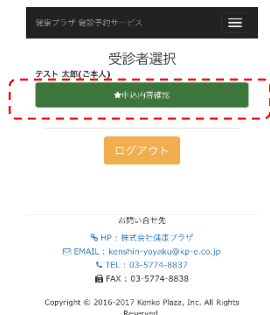 健康プラザ 健診予約サービス
受診者選択
テスト 太郎(ご本人)
★申込内容確認
ログアウト
お問い合せ先
HP : 株式会社健康プラザ
EMAIL : kenshin-yoyaku@kp-e.co.jp
TEL : 03-5774-8837
FAX : 03-5774-8838
Copyright © 2016-2017 Kenko Plaza, Inc. All Rights
Reserved.